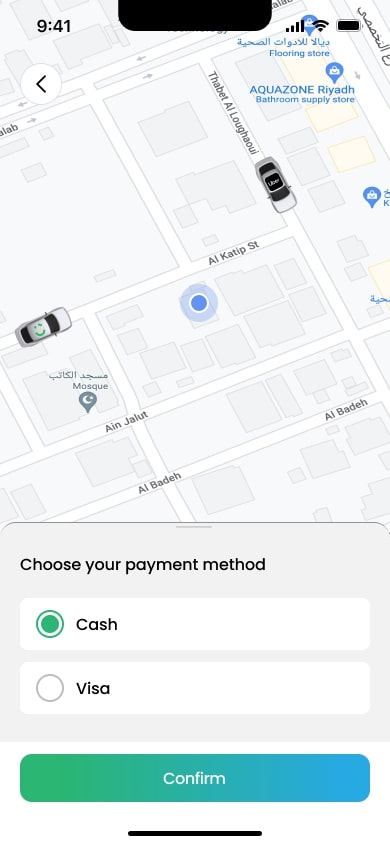 9:41
ديالا للادوات الصحية
Flooring store
AQUAZONE Riyadh
Bathroom supply store
Thabet Al Loughaoui
Uber
Al Katip St
مسجد الكاتب
Mosque
Ain Jalut
Al Badeh
Al Badeh
Choose your payment method
Cash
Visa
Confirm